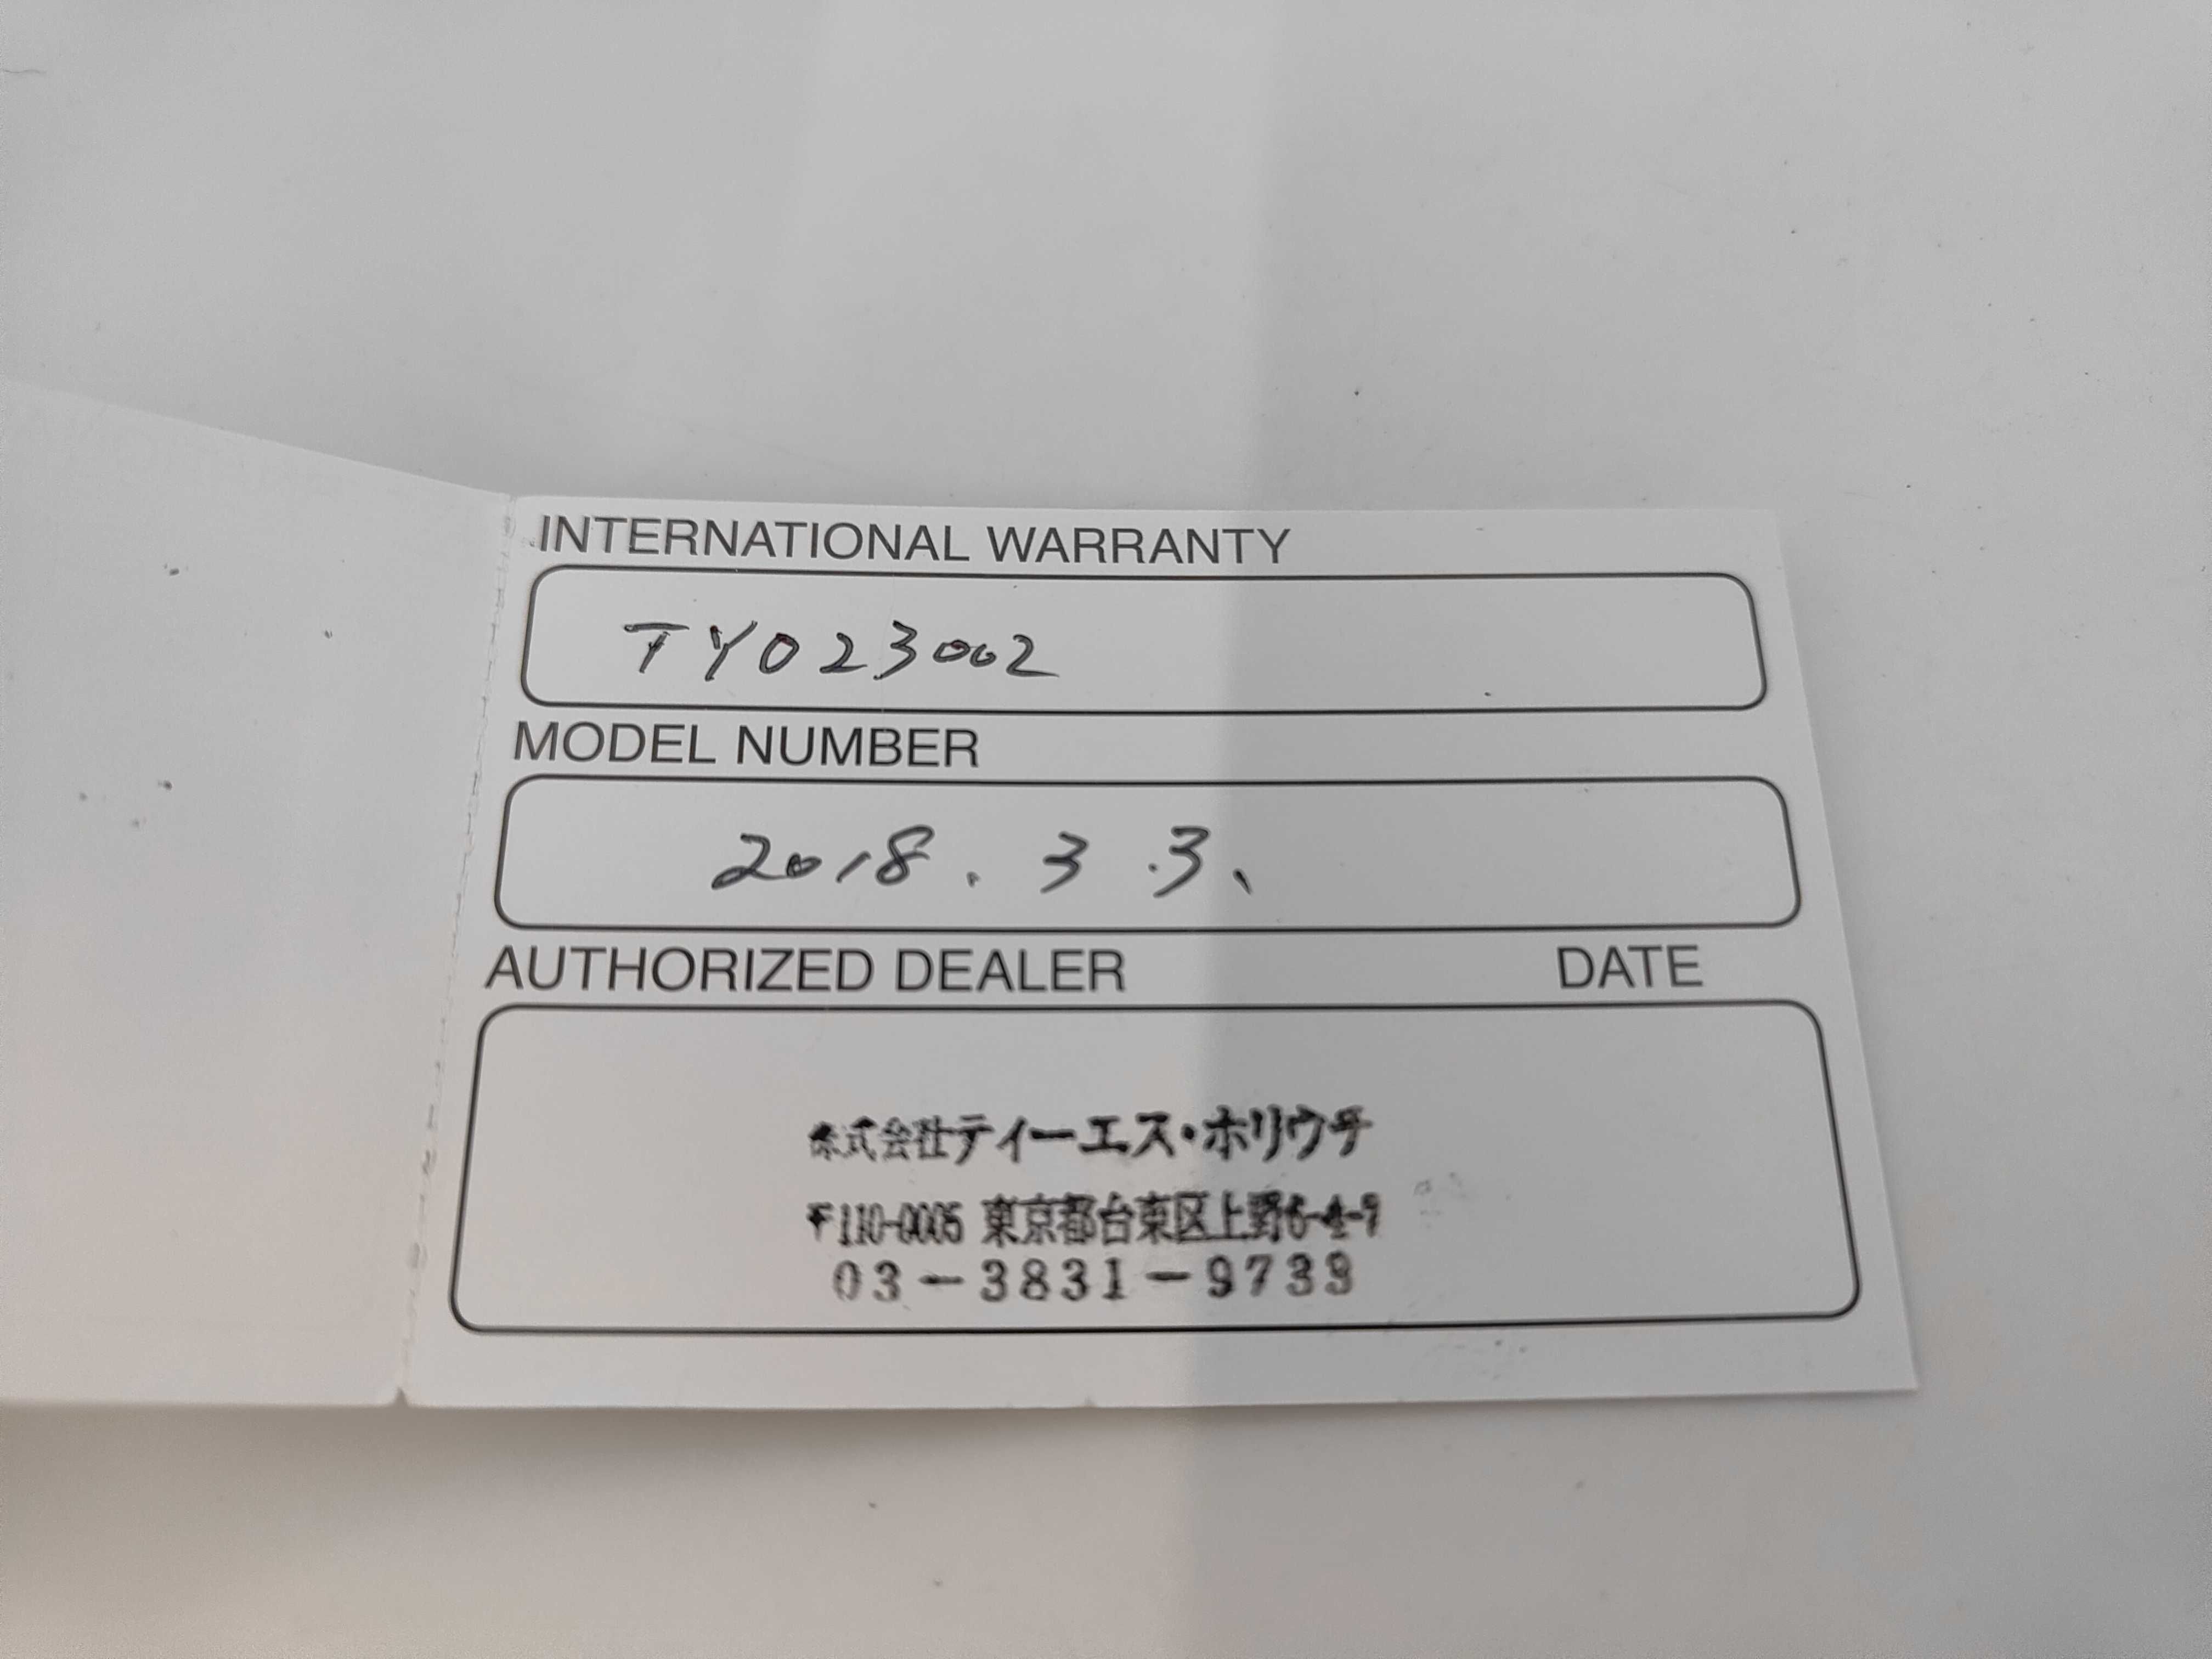 INTERNATIONAL WARRANTY
TY023002
MODEL NUMBER
2018. 3 .3、
AUTHORIZED DEALER DATE
株式会社ティーエス・ホリウチ
〒110-0005 東京都台東区上野6-4-9
03-3831-9739